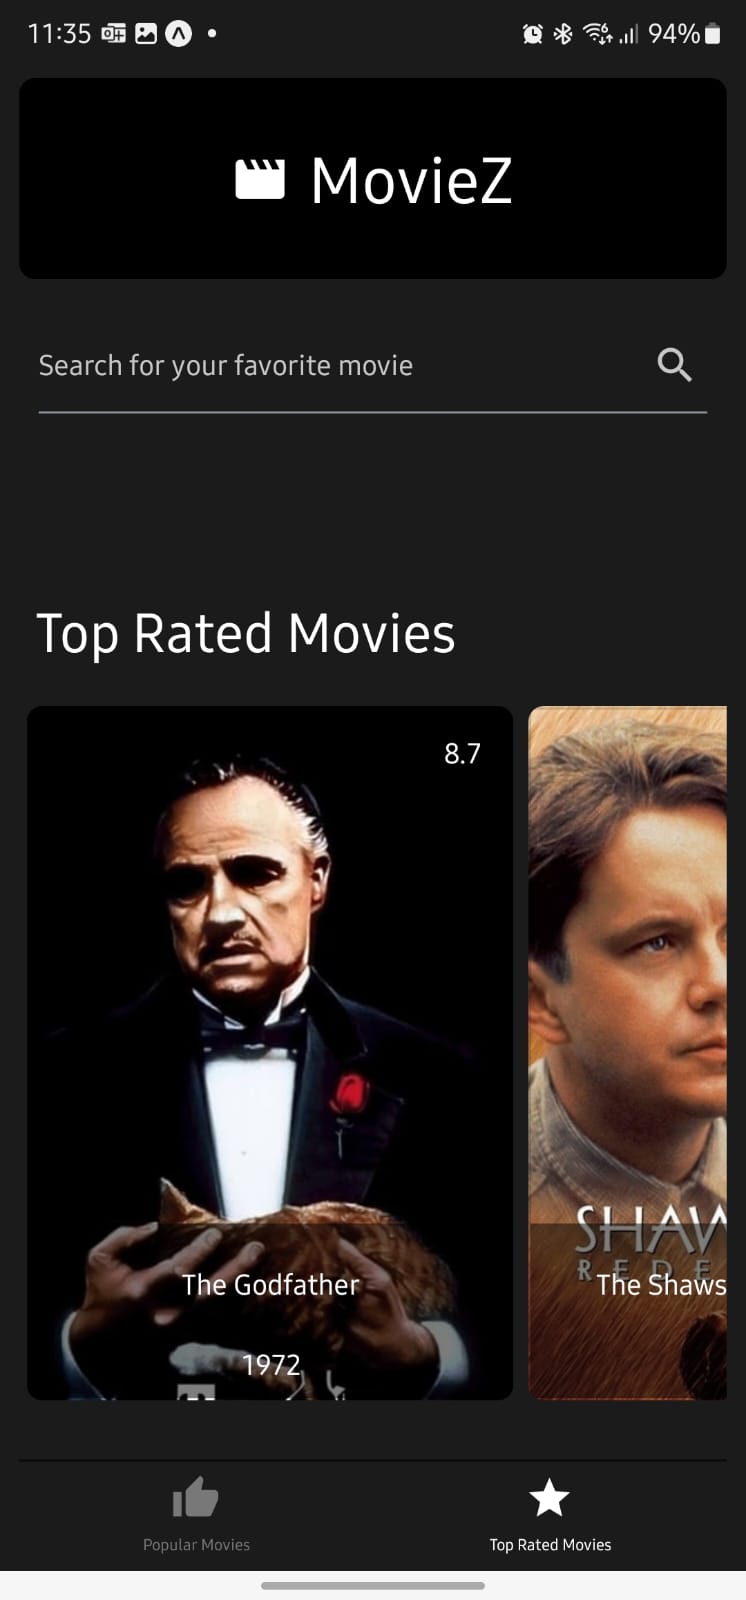 11:35
94%
MovieZ
Search for your favorite movie
Top Rated Movies
8.7
SHAW
REDE
The Godfather
The Shaws
1972
Popular Movies
Top Rated Movies